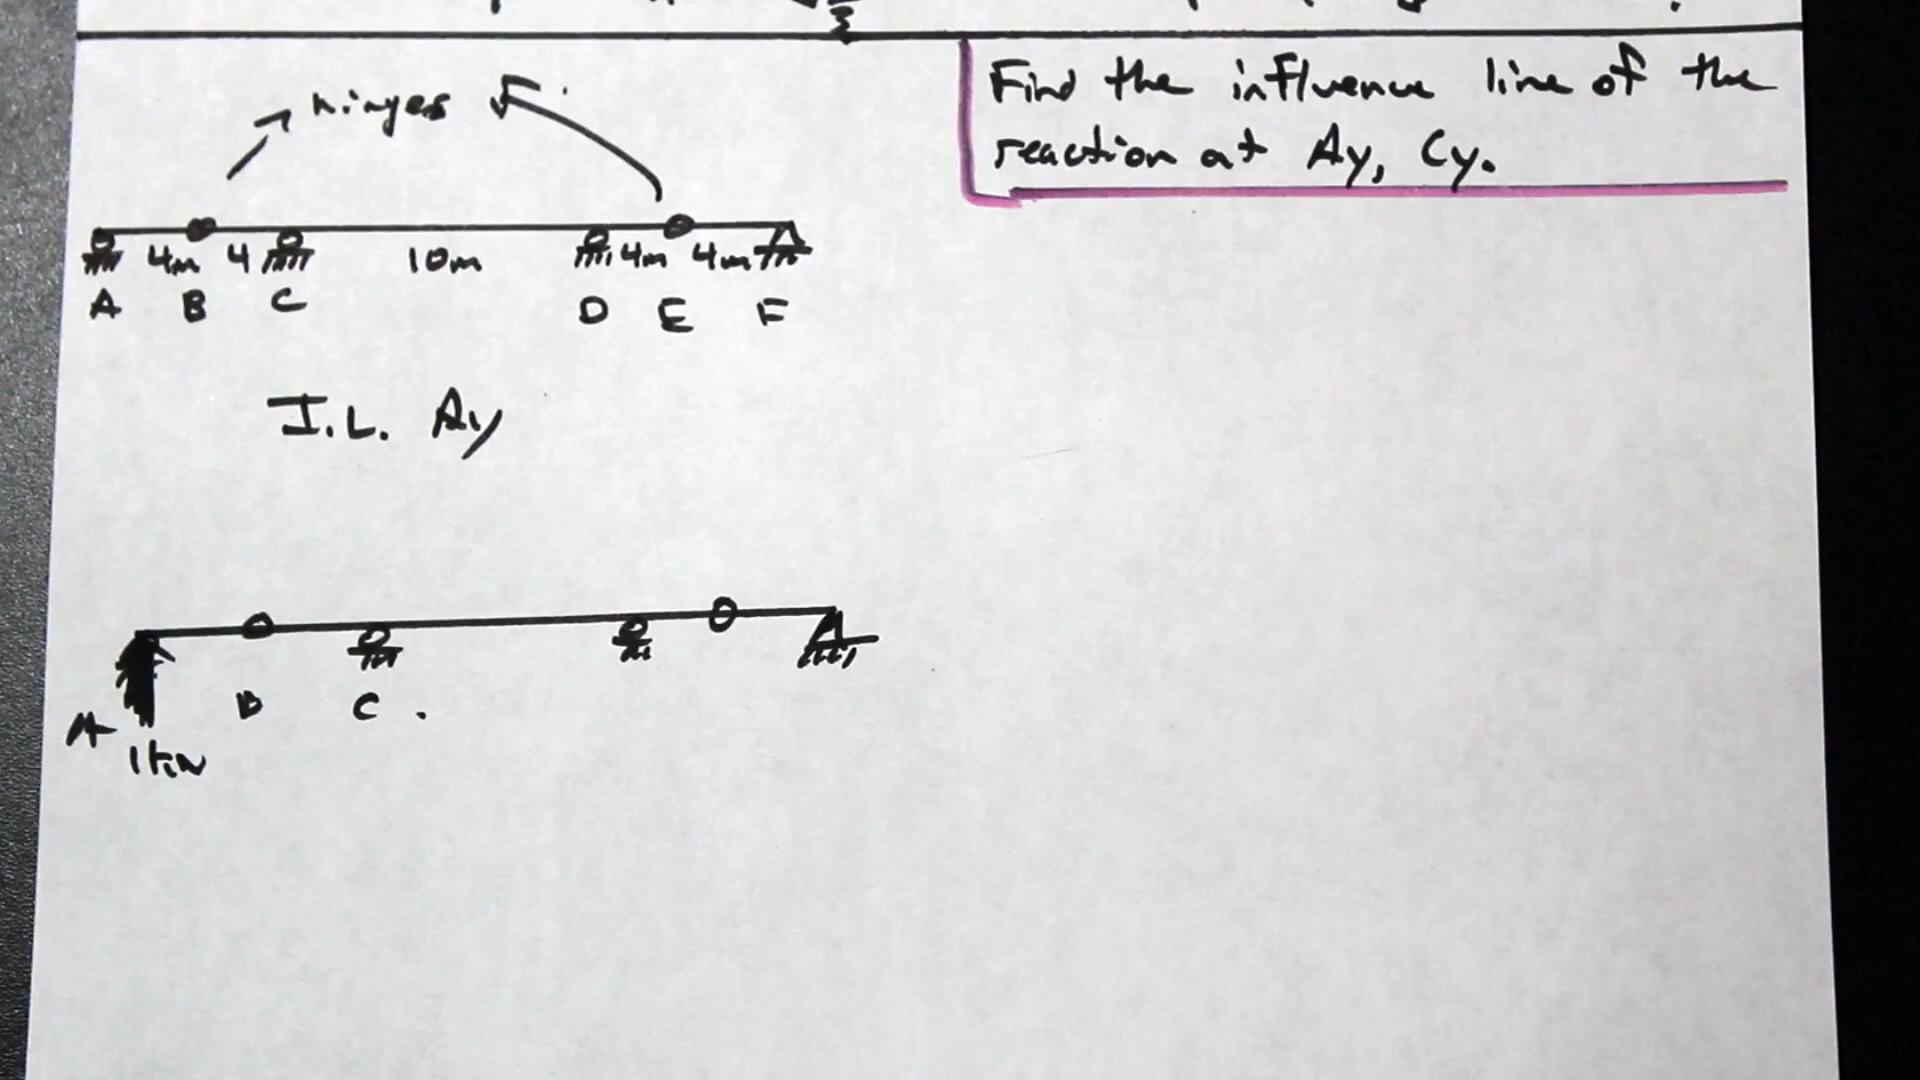 Find the influence line of the
reaction at Ay, Cy.
hinges
4m 4 10m 4m 4m
A B C D E F
I.L. Ay
B C .
A
1kN